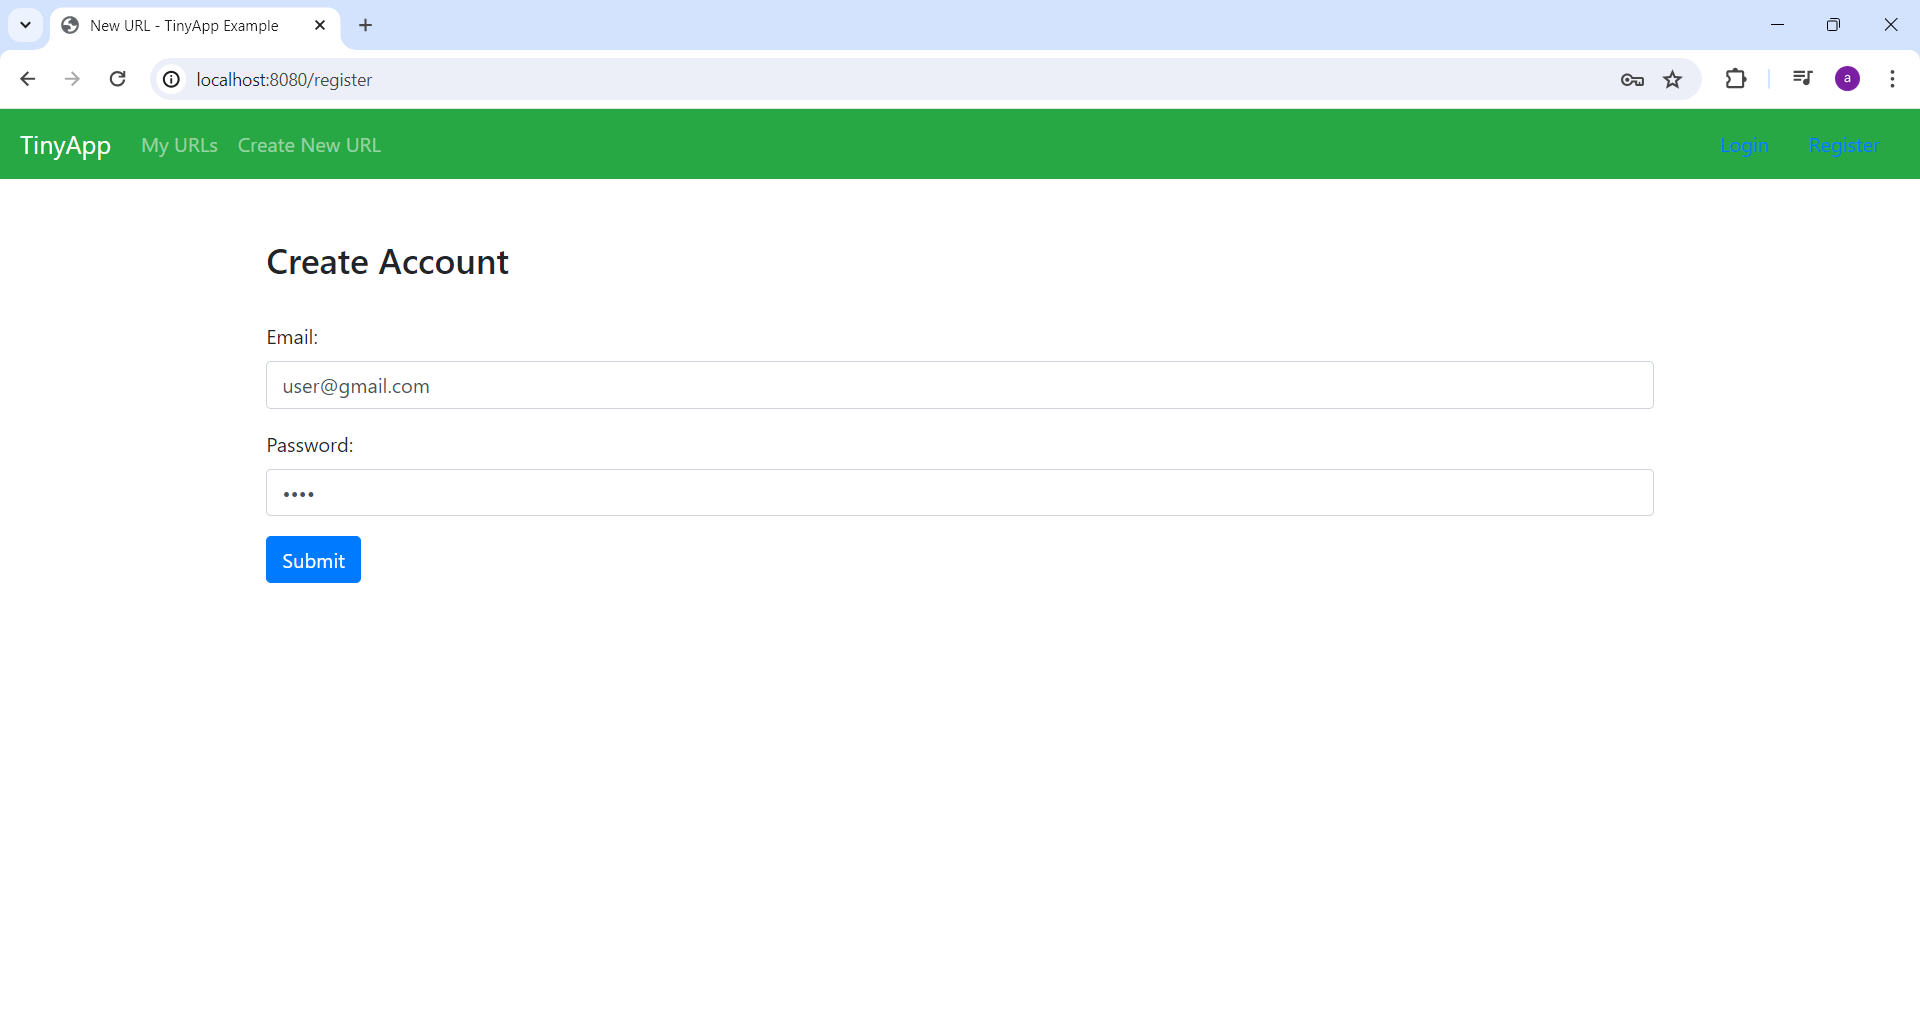 New URL - TinyApp Example
localhost:8080/register
a
TinyApp My URLs Create New URL Login Register
Create Account
Email:
user@gmail.com
Password:
••••
Submit